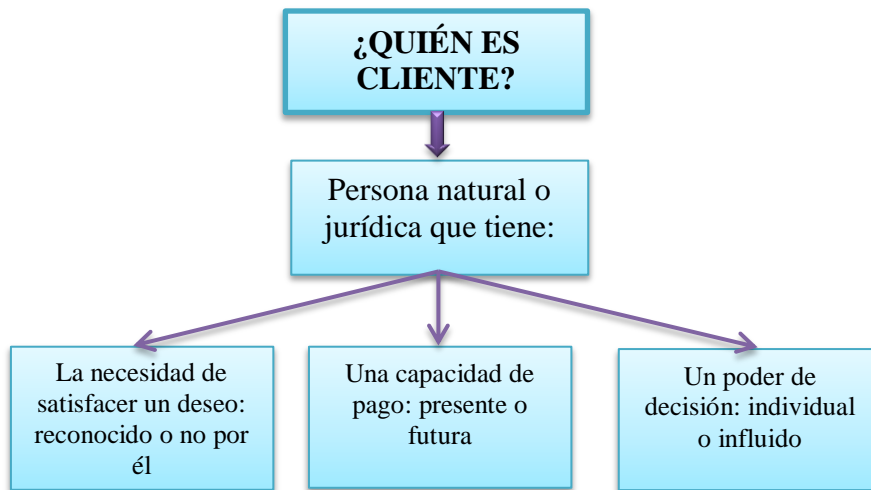 ¿QUIÉN ES
CLIENTE?
Persona natural o
jurídica que tiene:
La necesidad de
satisfacer un deseo:
reconocido o no por
él
Una capacidad de
pago: presente o
futura
Un poder de
decisión: individual
o influido